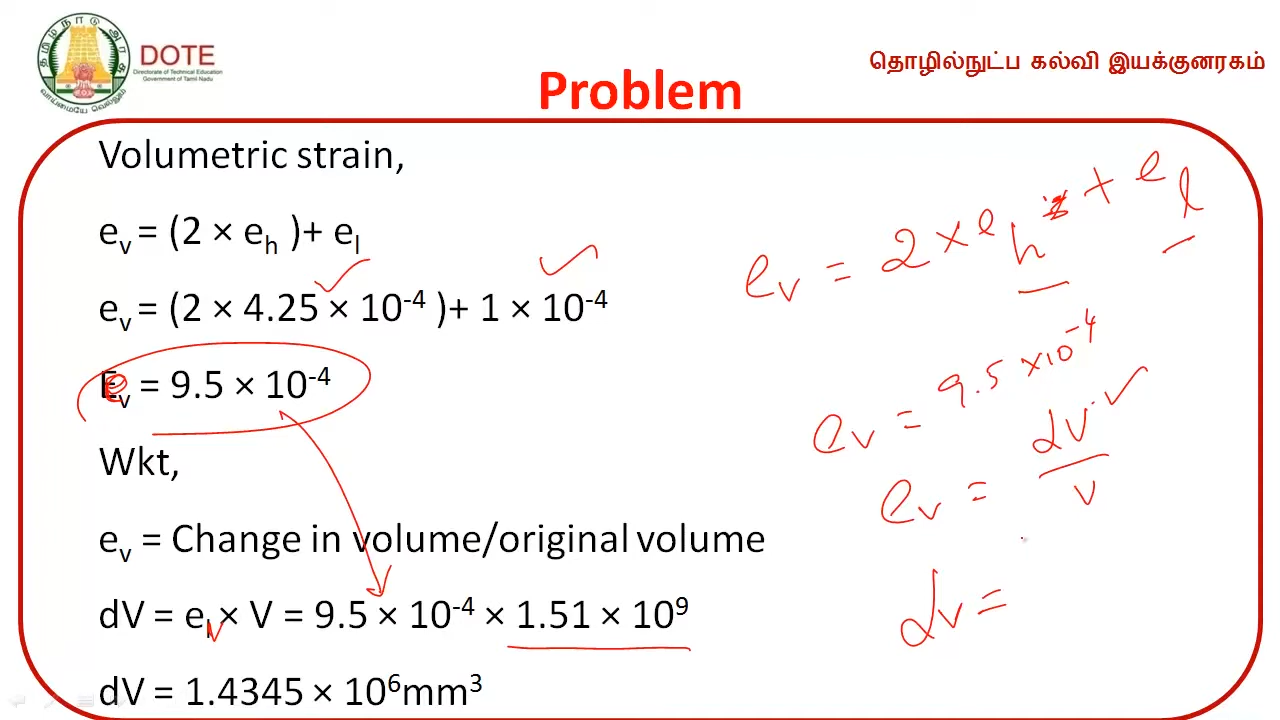 தமிழ் நாடு அரசு
வாய்மையே வெல்லும்
DOTE
Directorate of Technical Education
Government of Tamil Nadu
தொழில்நுட்ப கல்வி இயக்குனரகம்
Problem
Volumetric strain,
eᵥ = (2 × eₕ )+ eₗ
eᵥ = (2 × 4.25 × 10⁻⁴ )+ 1 × 10⁻⁴
Eᵥ = 9.5 × 10⁻⁴
Wkt,
eᵥ = Change in volume/original volume
dV = eₗ × V = 9.5 × 10⁻⁴ × 1.51 × 10⁹
dV = 1.4345 × 10⁶mm³
eᵥ = 2 × eₕ + eₗ
eᵥ = 9.5 × 10⁻⁴
eᵥ = dV/V
dv =
e
v